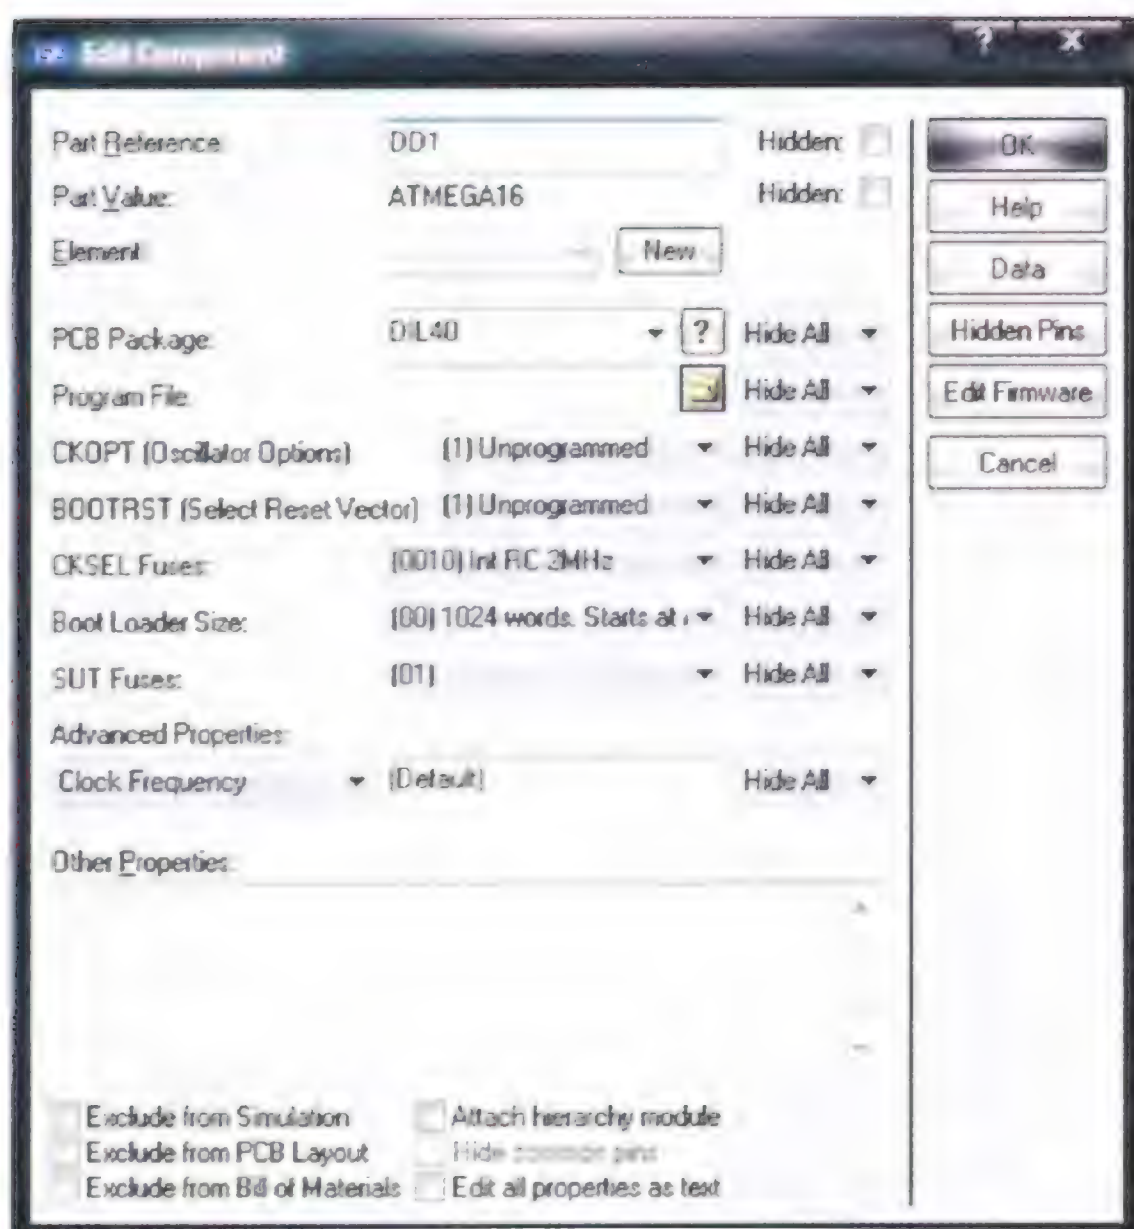 Edit Component
Part Reference: DD1 Hidden:
Part Value: ATMEGA16 Hidden:
Element: New
PCB Package: DIL40 ? Hide All
Program File: Hide All
CKOPT (Oscillator Options) (1) Unprogrammed Hide All
BOOTRST (Select Reset Vector) (1) Unprogrammed Hide All
CKSEL Fuses: (0010) Int.RC 2MHz Hide All
Boot Loader Size: (00) 1024 words. Starts at Hide All
SUT Fuses: (01) Hide All
Advanced Properties:
Clock Frequency (Default) Hide All
Other Properties:
Exclude from Simulation Attach hierarchy module
Exclude from PCB Layout Hide common pins
Exclude from Bill of Materials Edit all properties as text
OK
Help
Data
Hidden Pins
Edit Firmware
Cancel